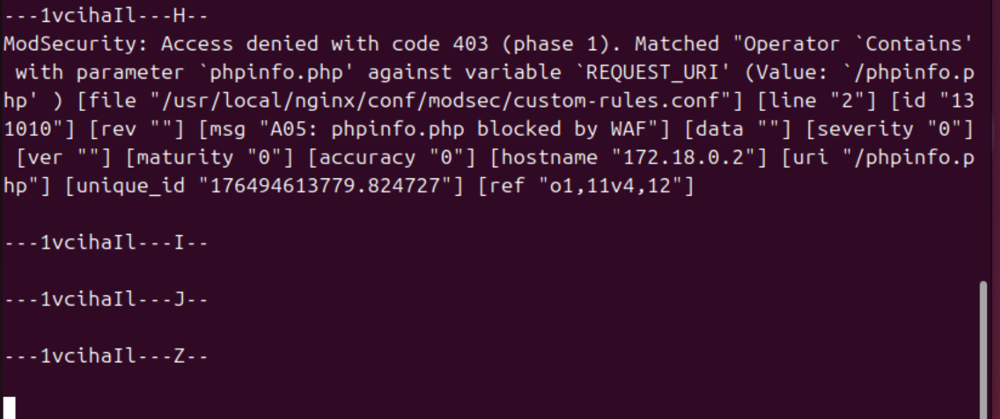 ---1vcihaIl---H--
ModSecurity: Access denied with code 403 (phase 1). Matched "Operator `Contains'
 with parameter `phpinfo.php' against variable `REQUEST_URI' (Value: `/phpinfo.p
hp' ) [file "/usr/local/nginx/conf/modsec/custom-rules.conf"] [line "2"] [id "13
1010"] [rev ""] [msg "A05: phpinfo.php blocked by WAF"] [data ""] [severity "0"]
 [ver ""] [maturity "0"] [accuracy "0"] [hostname "172.18.0.2"] [uri "/phpinfo.p
hp"] [unique_id "176494613779.824727"] [ref "o1,11v4,12"]
---1vcihaIl---I--
---1vcihaIl---J--
---1vcihaIl---Z--